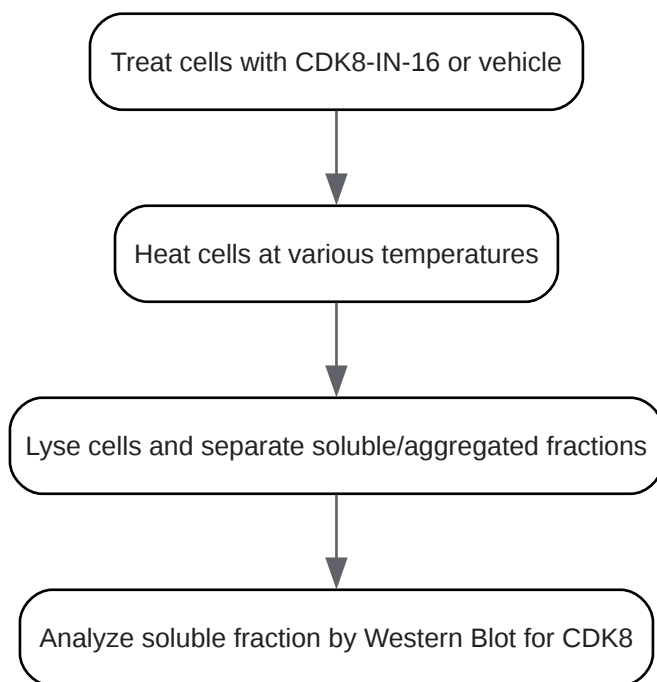 Treat cells with CDK8-IN-16 or vehicle
Heat cells at various temperatures
Lyse cells and separate soluble/aggregated fractions
Analyze soluble fraction by Western Blot for CDK8